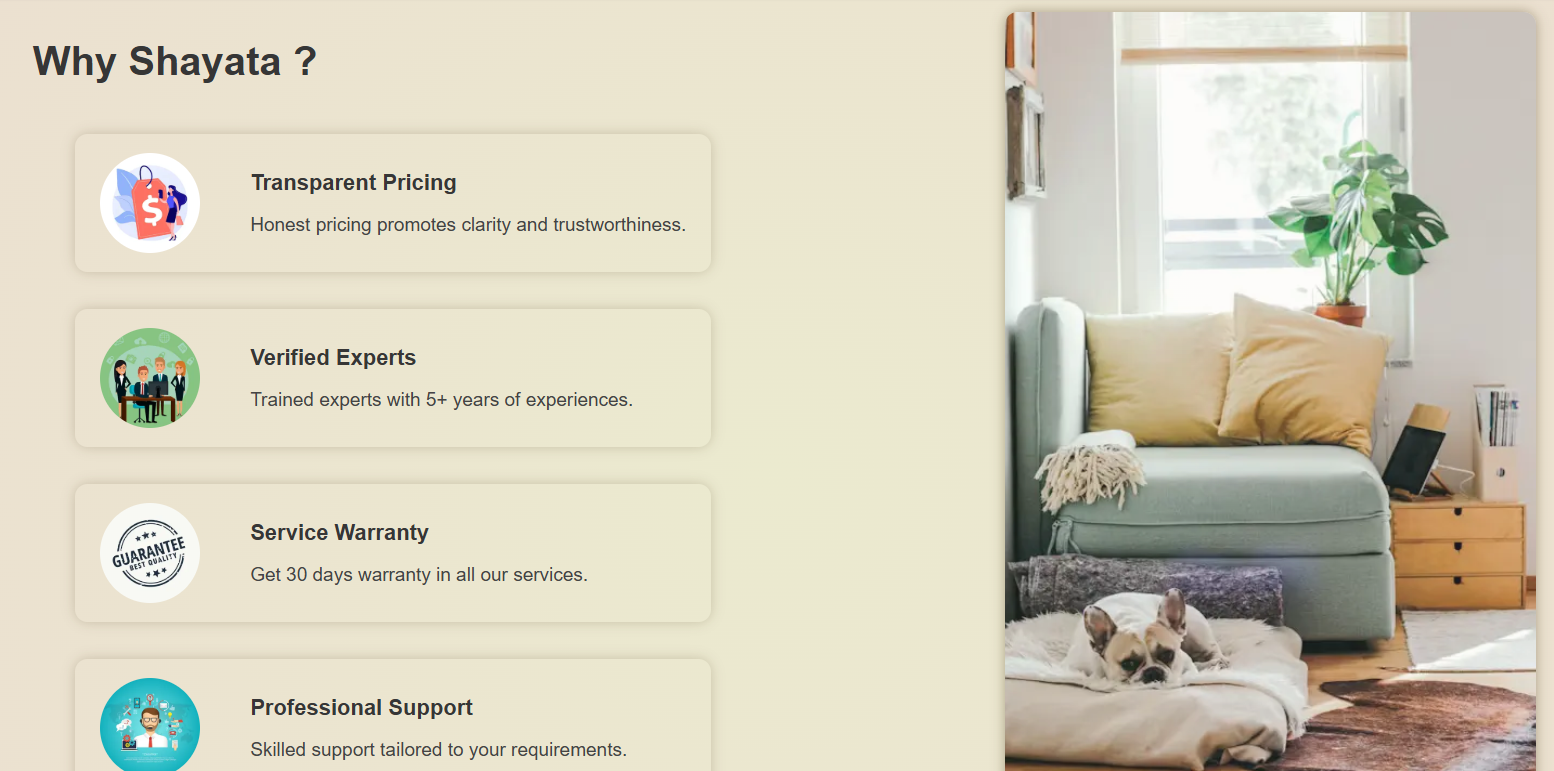 Why Shayata ?
Transparent Pricing
Honest pricing promotes clarity and trustworthiness.
Verified Experts
Trained experts with 5+ years of experiences.
GUARANTEE
BEST QUALITY
Service Warranty
Get 30 days warranty in all our services.
Professional Support
Skilled support tailored to your requirements.